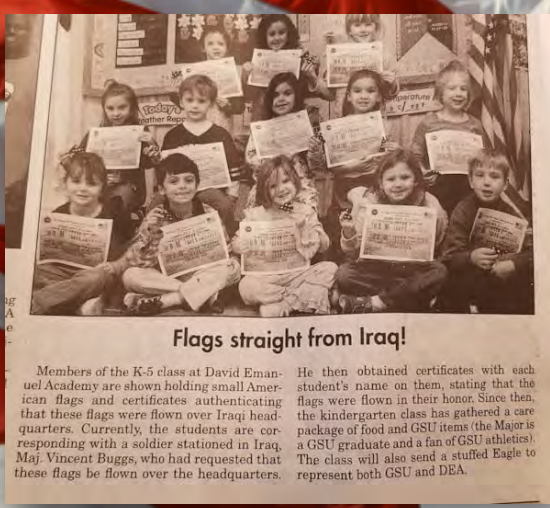 Today's
Weather Repo
Temperature
Flags straight from Iraq!
Members of the K-5 class at David Eman-
uel Academy are shown holding small Amer-
ican flags and certificates authenticating
that these flags were flown over Iraqi head-
quarters. Currently, the students are cor-
responding with a soldier stationed in Iraq,
Maj. Vincent Buggs, who had requested that
these flags be flown over the headquarters.
He then obtained certificates with each
student's name on them, stating that the
flags were flown in their honor. Since then,
the kindergarten class has gathered a care
package of food and GSU items (the Major is
a GSU graduate and a fan of GSU athletics).
The class will also send a stuffed Eagle to
represent both GSU and DEA.